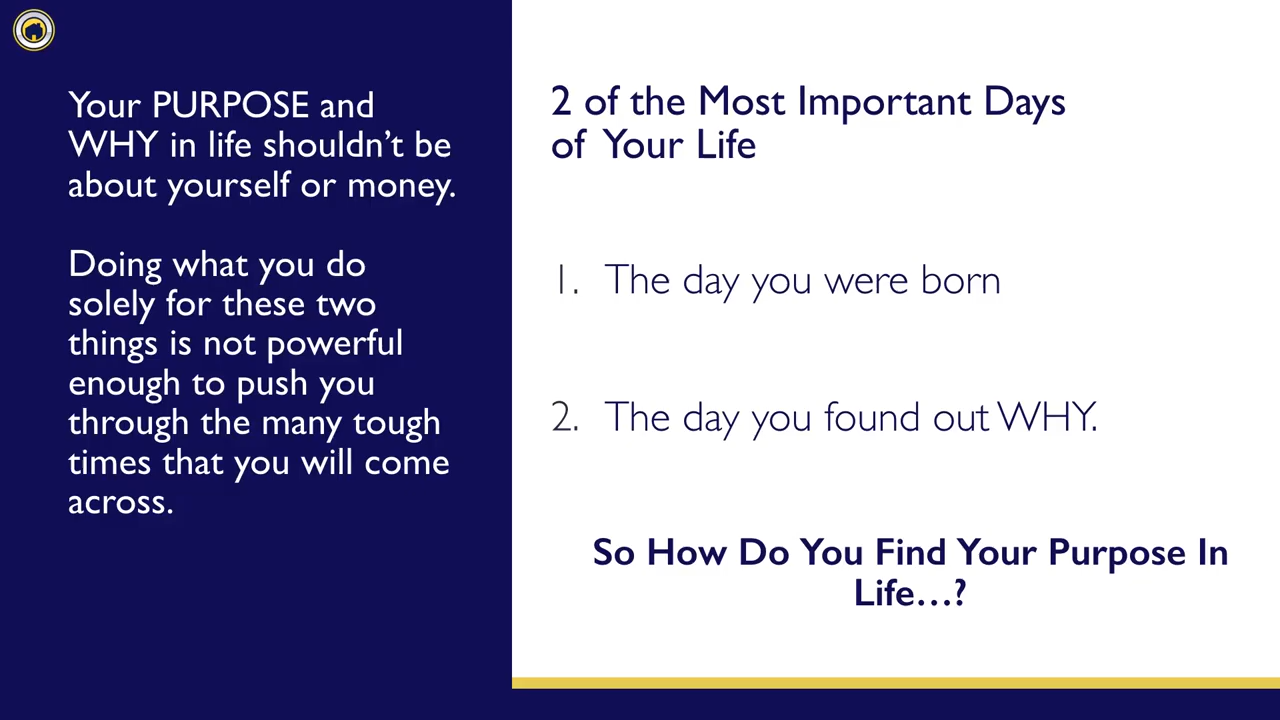 Your PURPOSE and
WHY in life shouldn’t be
about yourself or money.
Doing what you do
solely for these two
things is not powerful
enough to push you
through the many tough
times that you will come
across.
2 of the Most Important Days
of Your Life
1. The day you were born
2. The day you found out WHY.
So How Do You Find Your Purpose In
Life…?